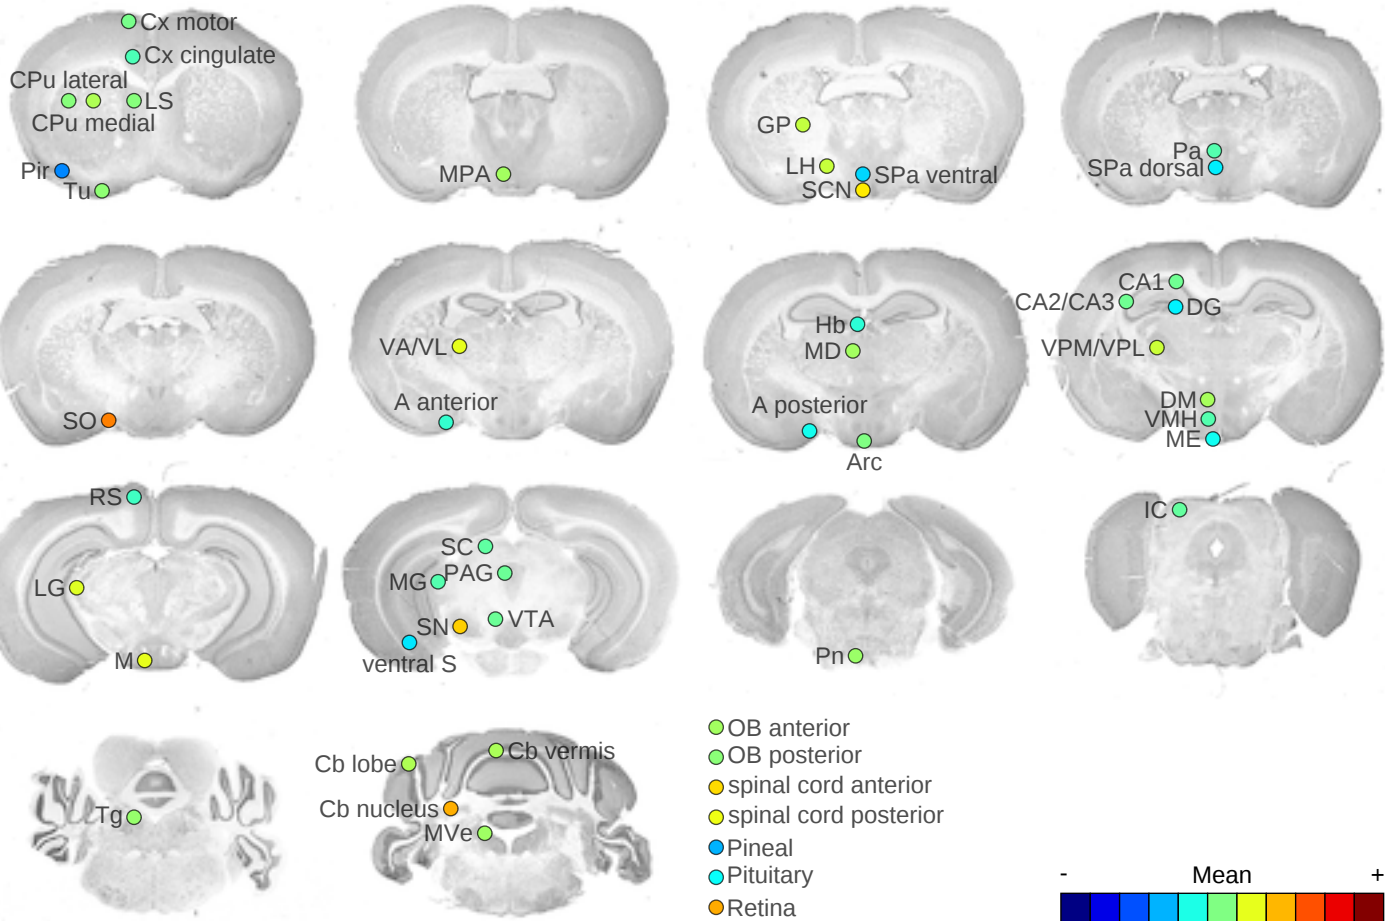 Cx motor
Cx cingulate
CPu lateral
LS
CPu medial
Pir
Tu
MPA
GP
LH
SPa ventral
SCN
Pa
SPa dorsal
SO
VA/VL
A anterior
Hb
MD
A posterior
Arc
CA1
CA2/CA3
DG
VPM/VPL
DM
VMH
ME
RS
LG
M
SC
PAG
MG
VTA
SN
ventral S
Pn
IC
Tg
Cb vermis
Cb lobe
Cb nucleus
MVe
OB anterior
OB posterior
spinal cord anterior
spinal cord posterior
Pineal
Pituitary
Retina
- Mean +